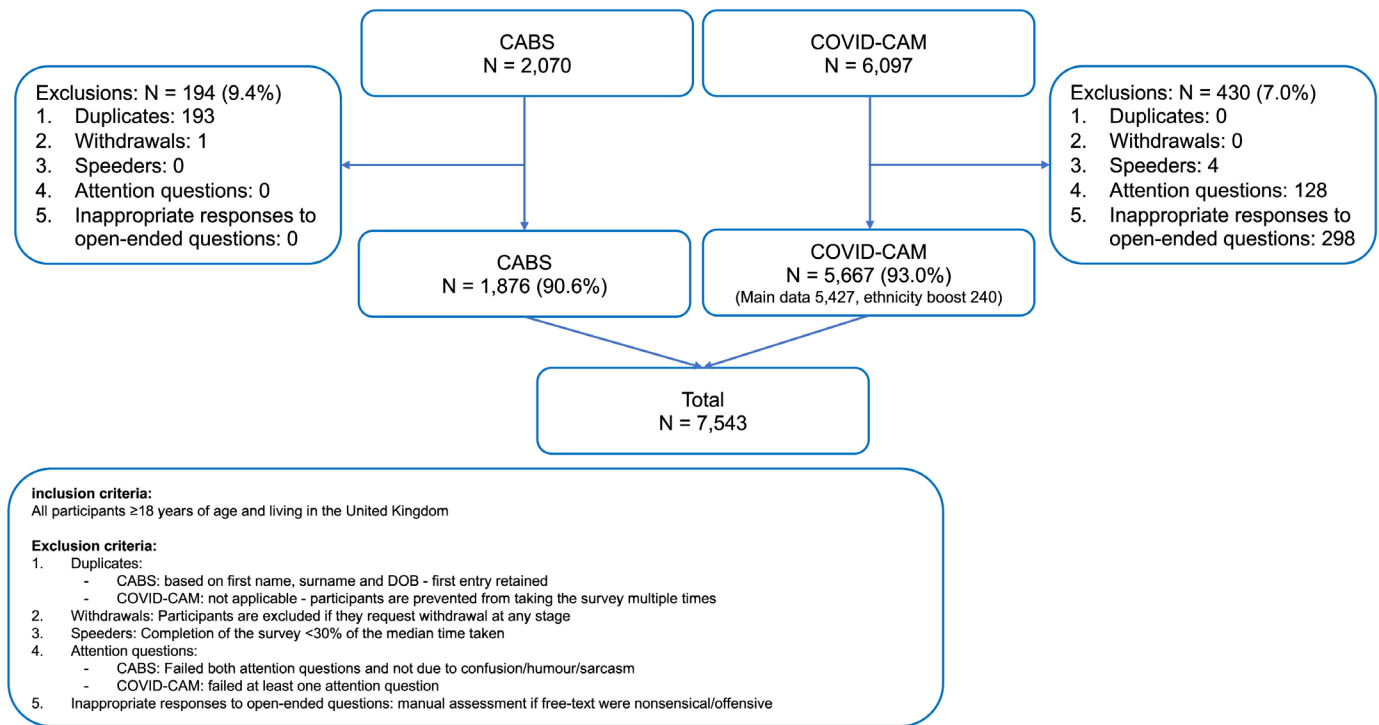 CABS
N = 2,070
COVID-CAM
N = 6,097
Exclusions: N = 194 (9.4%)
1. Duplicates: 193
2. Withdrawals: 1
3. Speeders: 0
4. Attention questions: 0
5. Inappropriate responses to
open-ended questions: 0
Exclusions: N = 430 (7.0%)
1. Duplicates: 0
2. Withdrawals: 0
3. Speeders: 4
4. Attention questions: 128
5. Inappropriate responses to
open-ended questions: 298
CABS
N = 1,876 (90.6%)
COVID-CAM
N = 5,667 (93.0%)
(Main data 5,427, ethnicity boost 240)
Total
N = 7,543
inclusion criteria:
All participants ≥18 years of age and living in the United Kingdom
Exclusion criteria:
1. Duplicates:
- CABS: based on first name, surname and DOB - first entry retained
- COVID-CAM: not applicable - participants are prevented from taking the survey multiple times
2. Withdrawals: Participants are excluded if they request withdrawal at any stage
3. Speeders: Completion of the survey <30% of the median time taken
4. Attention questions:
- CABS: Failed both attention questions and not due to confusion/humour/sarcasm
- COVID-CAM: failed at least one attention question
5. Inappropriate responses to open-ended questions: manual assessment if free-text were nonsensical/offensive